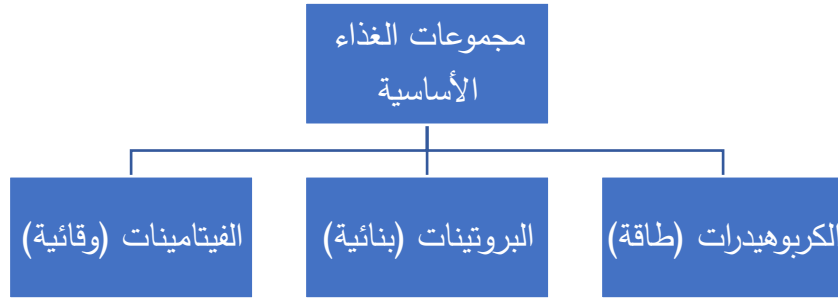 مجموعات الغذاء
الأساسية
الكربوهيدرات (طاقة)
البروتينات (بنائية)
الفيتامينات (وقائية)